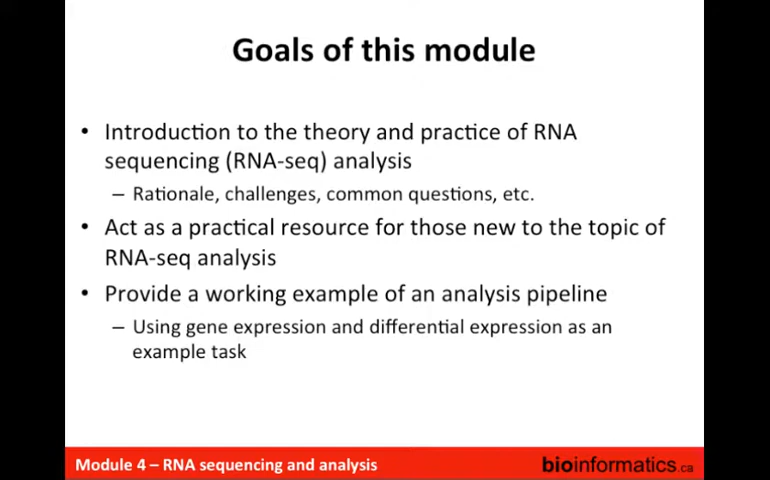 Goals of this module
• Introduction to the theory and practice of RNA
sequencing (RNA-seq) analysis
– Rationale, challenges, common questions, etc.
• Act as a practical resource for those new to the topic of
RNA-seq analysis
• Provide a working example of an analysis pipeline
– Using gene expression and differential expression as an
example task
Module 4 – RNA sequencing and analysis
bioinformatics.ca